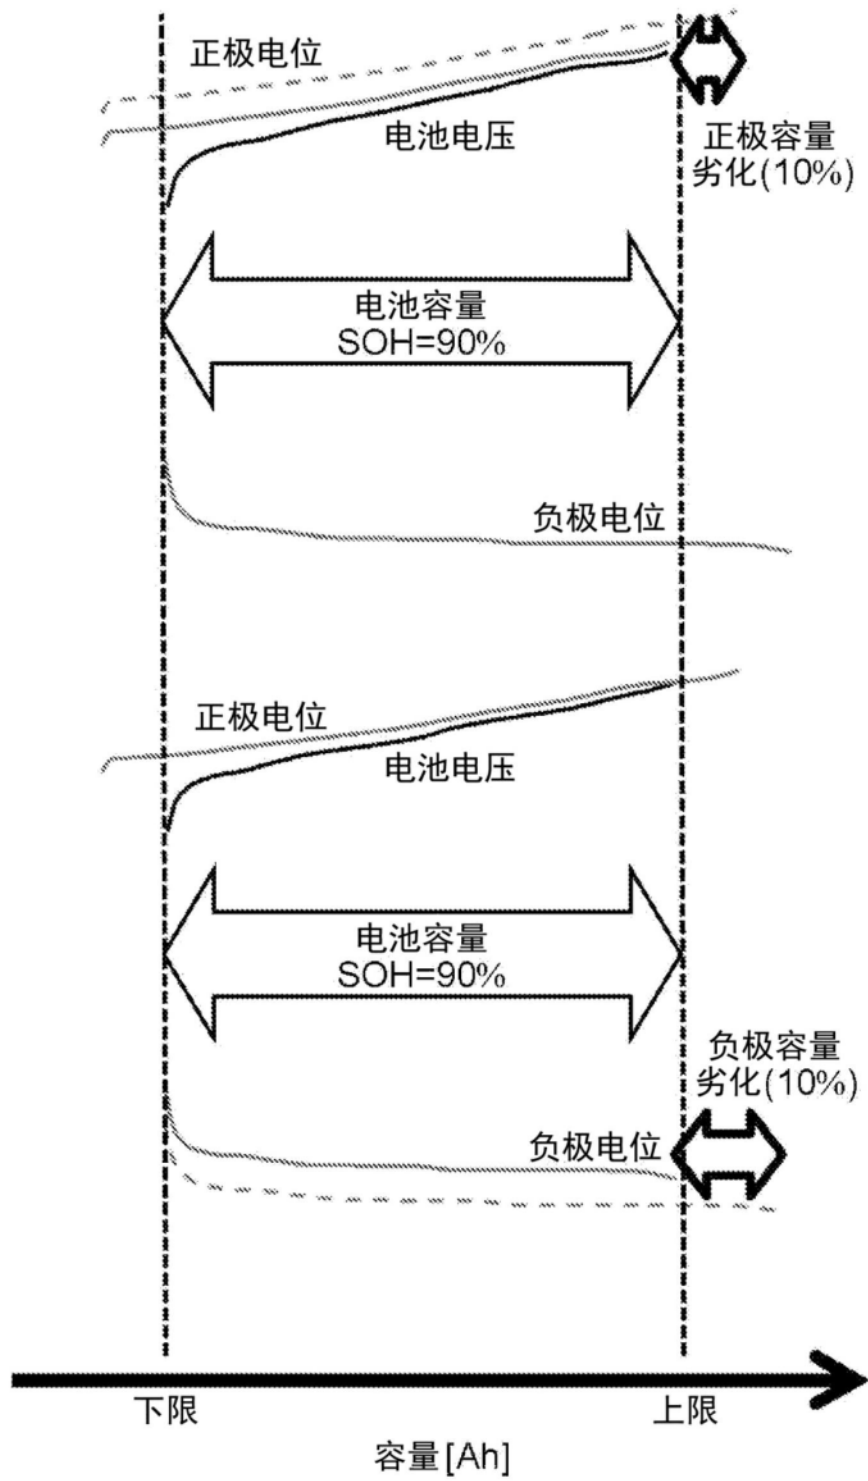 正极电位
电池电压
正极容量
劣化(10%)
电池容量
SOH=90%
负极电位
正极电位
电池电压
电池容量
SOH=90%
负极容量
劣化(10%)
负极电位
下限
上限
容量[Ah]